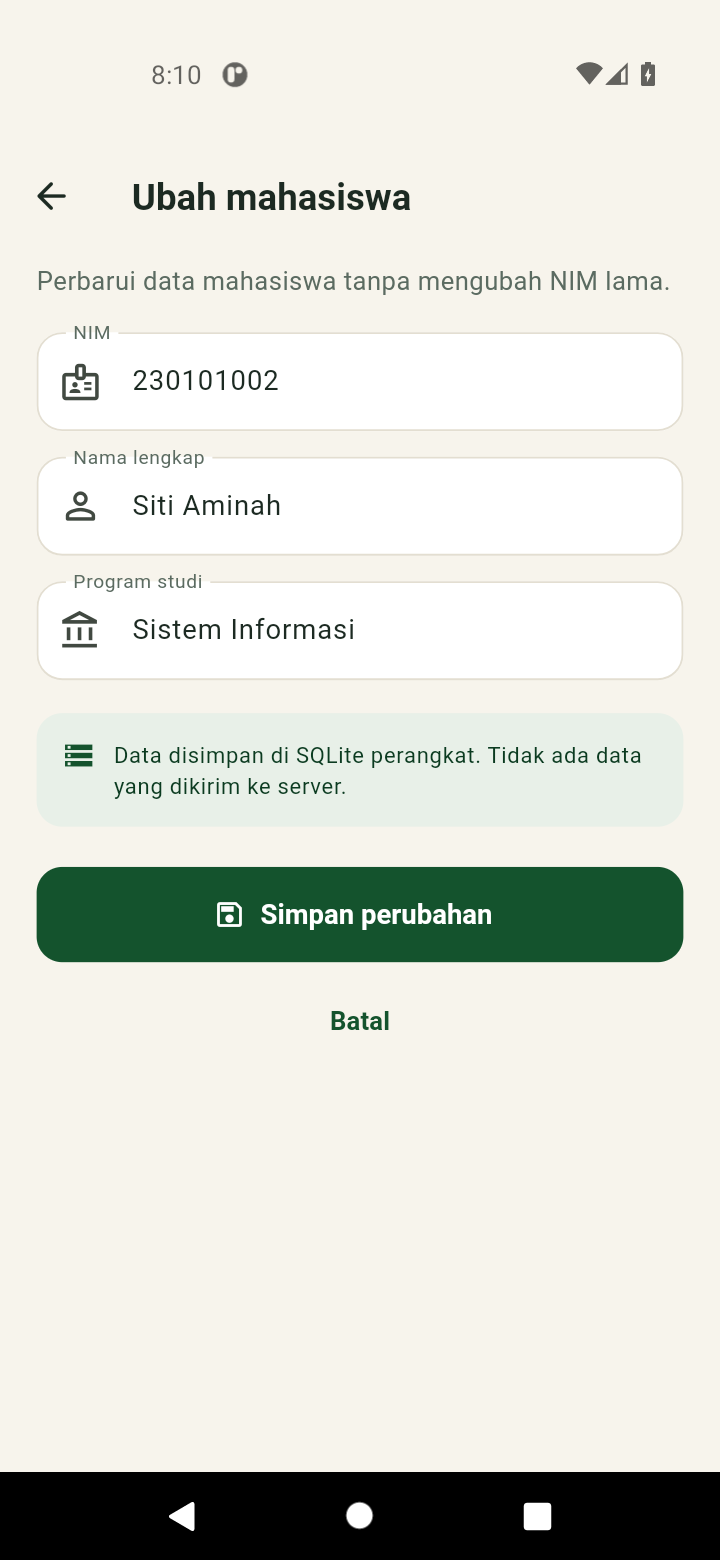 8:10
Ubah mahasiswa
Perbarui data mahasiswa tanpa mengubah NIM lama.
NIM
230101002
Nama lengkap
Siti Aminah
Program studi
Sistem Informasi
Data disimpan di SQLite perangkat. Tidak ada data
yang dikirim ke server.
Simpan perubahan
Batal